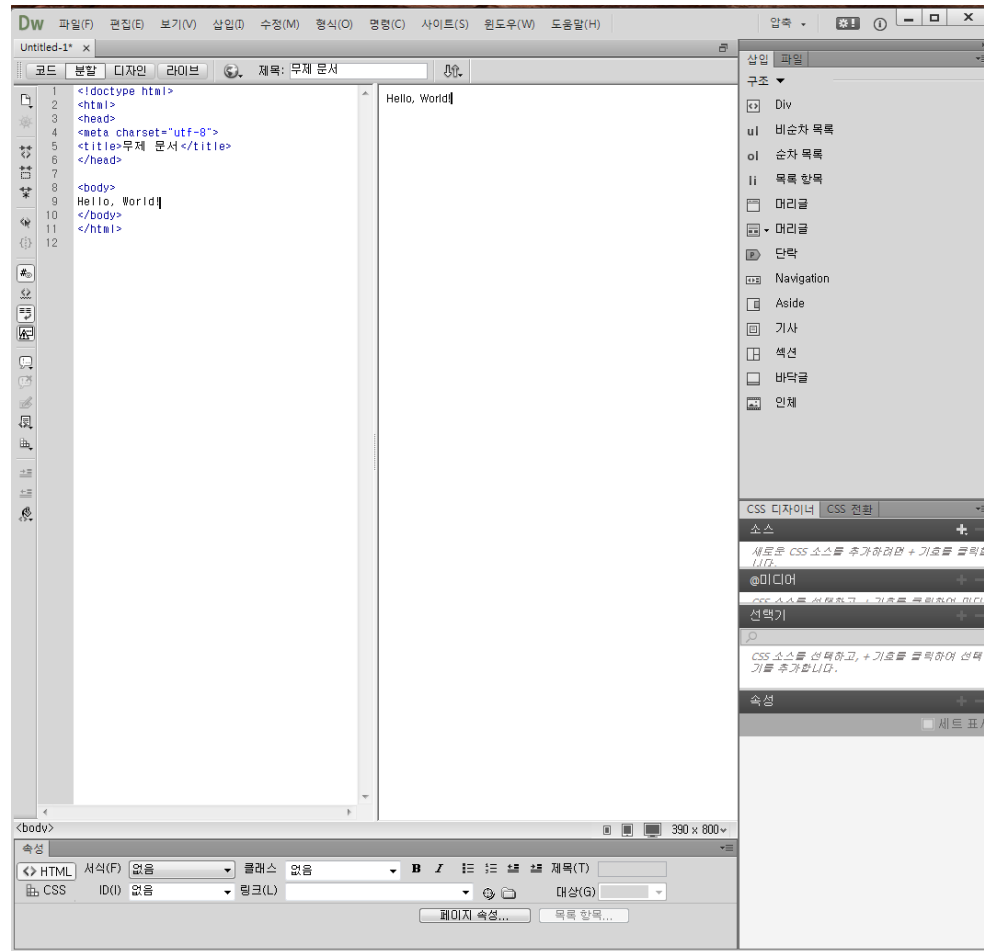 Dw 파일(F) 편집(E) 보기(V) 삽입(I) 수정(M) 형식(O) 명령(C) 사이트(S) 윈도우(W) 도움말(H) 압축
Untitled-1* x
코드 분할 디자인 라이브 제목: 무제 문서
1 <!doctype html>
2 <html>
3 <head>
4 <meta charset="utf-8">
5 <title>무제 문서</title>
6 </head>
7
8 <body>
9 Hello, World!
10 </body>
11 </html>
12
Hello, World!
<body> 390 x 800
속성
<> HTML 서식(F) 없음 클래스 없음 B I 제목(T)
CSS ID(I) 없음 링크(L) 대상(G)
페이지 속성... 목록 항목...
삽입 파일
구조
Div
ul 비순차 목록
ol 순차 목록
li 목록 항목
머리글
머리글
단락
Navigation
Aside
기사
섹션
바닥글
인체
CSS 디자이너 CSS 전환
소스
새로운 CSS 소스를 추가하려면 + 기호를 클릭합
니다.
@미디어
선택기
CSS 소스를 선택하고, + 기호를 클릭하여 선택
기를 추가합니다.
속성
세트 표시